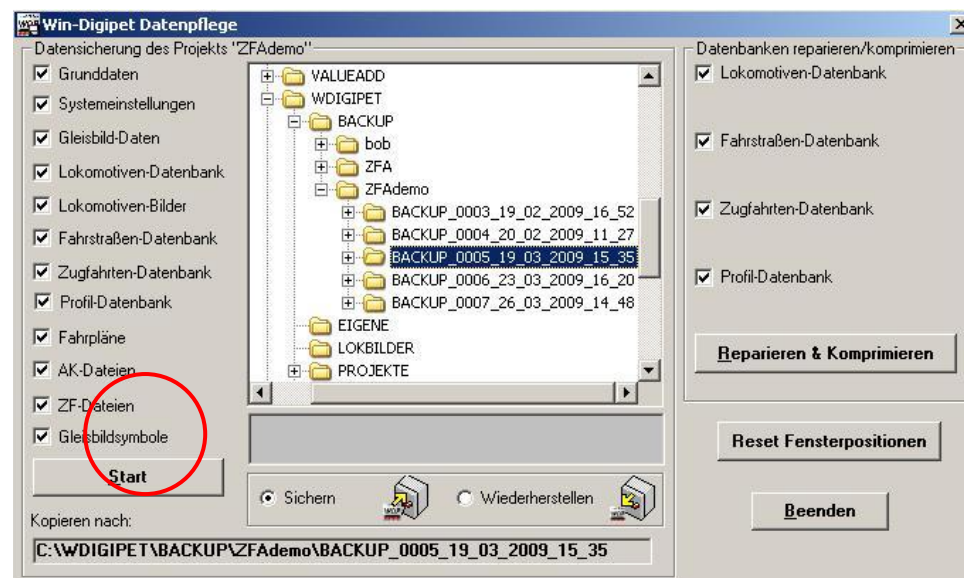 Win-Digipet Datenpflege
Datensicherung des Projekts "ZFAdemo"
Grunddaten
Systemeinstellungen
Gleisbild-Daten
Lokomotiven-Datenbank
Lokomotiven-Bilder
Fahrstraßen-Datenbank
Zugfahrten-Datenbank
Profil-Datenbank
Fahrpläne
AK-Dateien
ZF-Dateien
Gleisbildsymbole
Start
VALUEADD
WDIGIPET
BACKUP
bob
ZFA
ZFAdemo
BACKUP_0003_19_02_2009_16_52
BACKUP_0004_20_02_2009_11_27
BACKUP_0005_19_03_2009_15_35
BACKUP_0006_23_03_2009_16_20
BACKUP_0007_26_03_2009_14_48
EIGENE
LOKBILDER
PROJEKTE
Sichern
Wiederherstellen
Kopieren nach:
C:\WDIGIPET\BACKUP\ZFAdemo\BACKUP_0005_19_03_2009_15_35
Datenbanken reparieren/komprimieren
Lokomotiven-Datenbank
Fahrstraßen-Datenbank
Zugfahrten-Datenbank
Profil-Datenbank
Reparieren & Komprimieren
Reset Fensterpositionen
Beenden